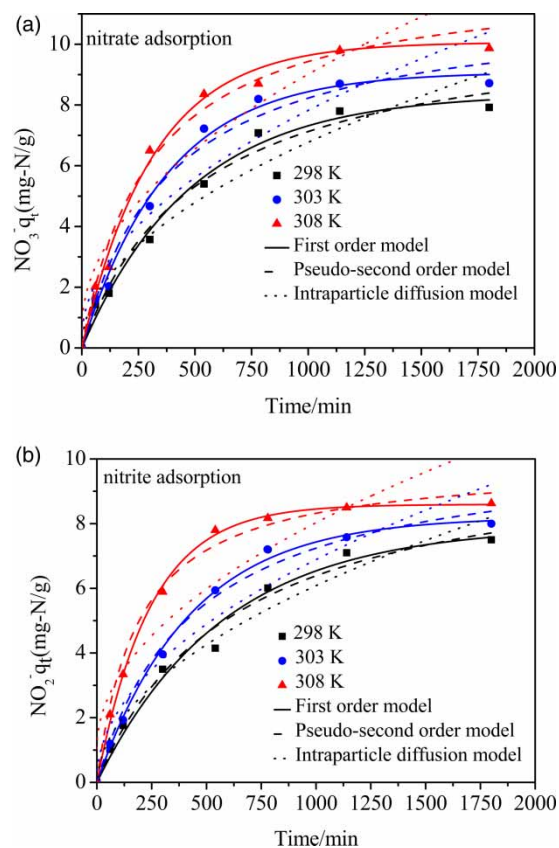 (a)
nitrate adsorption
NO₃⁻qₜ(mg-N/g)
10
8
6
4
2
0
298 K
303 K
308 K
First order model
Pseudo-second order model
Intraparticle diffusion model
0 250 500 750 1000 1250 1500 1750 2000
Time/min
(b)
nitrite adsorption
NO₂⁻qt(mg-N/g)
10
8
6
4
2
0
298 K
303 K
308 K
First order model
Pseudo-second order model
Intraparticle diffusion model
0 250 500 750 1000 1250 1500 1750 2000
Time/min